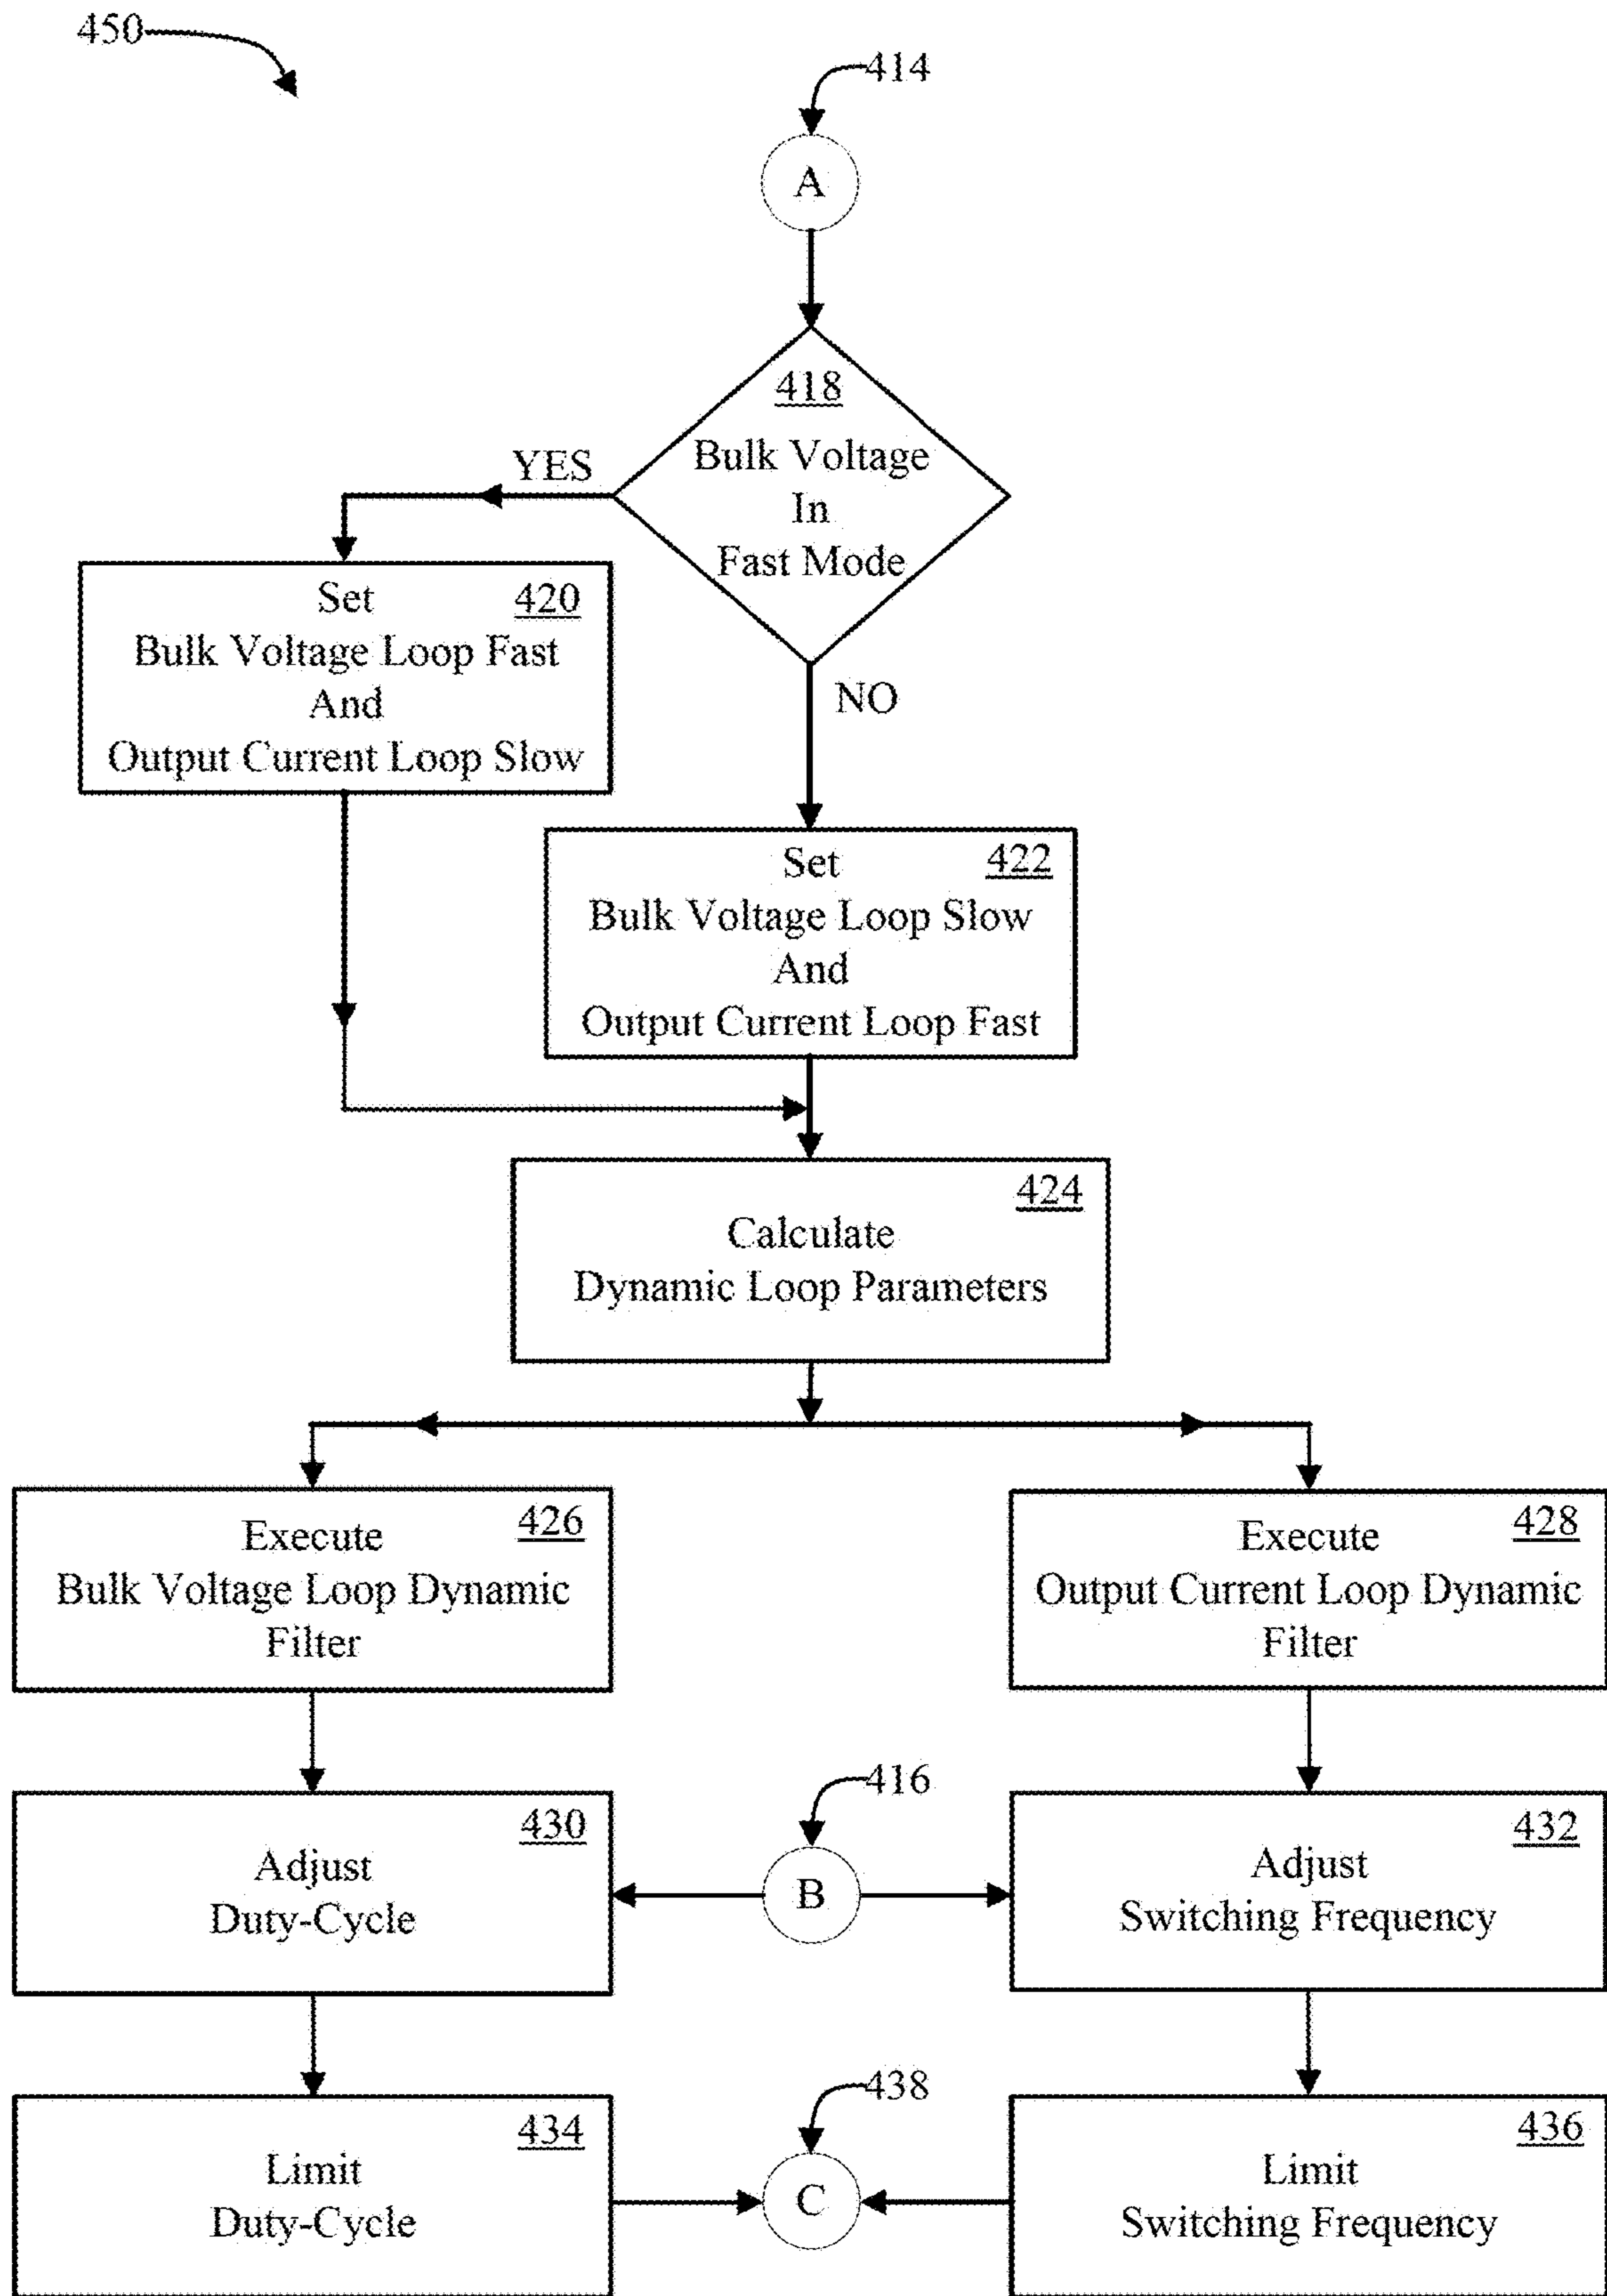 450
414
A
418
Bulk Voltage
In
Fast Mode
YES
NO
Set
420
Bulk Voltage Loop Fast
And
Output Current Loop Slow
Set
422
Bulk Voltage Loop Slow
And
Output Current Loop Fast
424
Calculate
Dynamic Loop Parameters
426
Execute
Bulk Voltage Loop Dynamic
Filter
428
Execute
Output Current Loop Dynamic
Filter
430
Adjust
Duty-Cycle
416
B
432
Adjust
Switching Frequency
434
Limit
Duty-Cycle
438
C
436
Limit
Switching Frequency